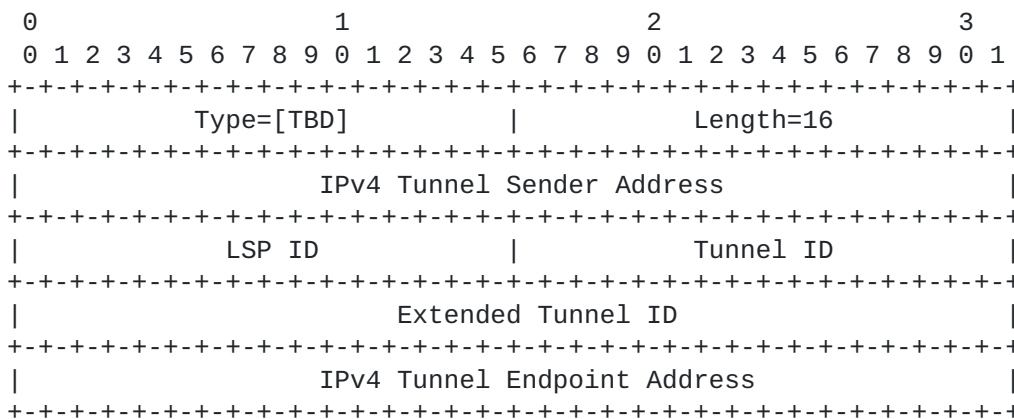 0                   1                   2                   3
 0 1 2 3 4 5 6 7 8 9 0 1 2 3 4 5 6 7 8 9 0 1 2 3 4 5 6 7 8 9 0 1
+-+-+-+-+-+-+-+-+-+-+-+-+-+-+-+-+-+-+-+-+-+-+-+-+-+-+-+-+-+-+-+-+
|           Type=[TBD]          |           Length=16           |
+-+-+-+-+-+-+-+-+-+-+-+-+-+-+-+-+-+-+-+-+-+-+-+-+-+-+-+-+-+-+-+-+
|                   IPv4 Tunnel Sender Address                  |
+-+-+-+-+-+-+-+-+-+-+-+-+-+-+-+-+-+-+-+-+-+-+-+-+-+-+-+-+-+-+-+-+
|             LSP ID            |           Tunnel ID           |
+-+-+-+-+-+-+-+-+-+-+-+-+-+-+-+-+-+-+-+-+-+-+-+-+-+-+-+-+-+-+-+-+
|                        Extended Tunnel ID                     |
+-+-+-+-+-+-+-+-+-+-+-+-+-+-+-+-+-+-+-+-+-+-+-+-+-+-+-+-+-+-+-+-+
|                   IPv4 Tunnel Endpoint Address                |
+-+-+-+-+-+-+-+-+-+-+-+-+-+-+-+-+-+-+-+-+-+-+-+-+-+-+-+-+-+-+-+-+